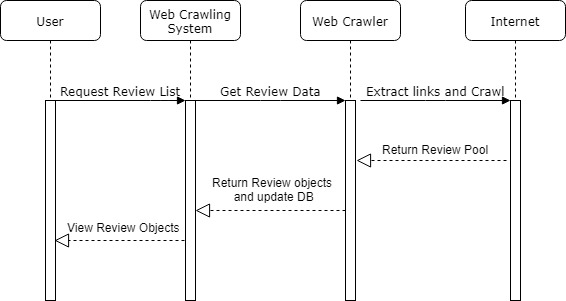 User
Web Crawling
System
Web Crawler
Internet
Request Review List
Get Review Data
Extract links and Crawl
Return Review Pool
Return Review objects
and update DB
View Review Objects